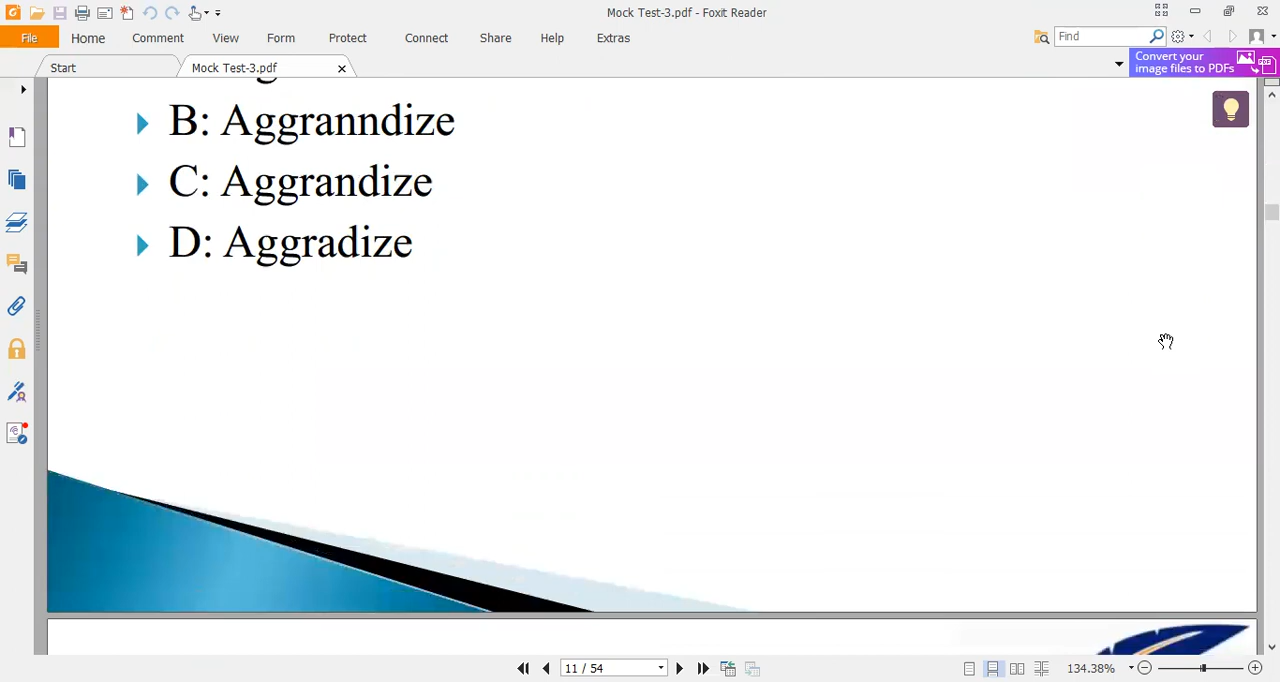 Mock Test-3.pdf - Foxit Reader
File Home Comment View Form Protect Connect Share Help Extras Find
Start Mock Test-3.pdf
Convert your
image files to PDFs
B: Aggranndize
C: Aggrandize
D: Aggradize
11 / 54 134.38%